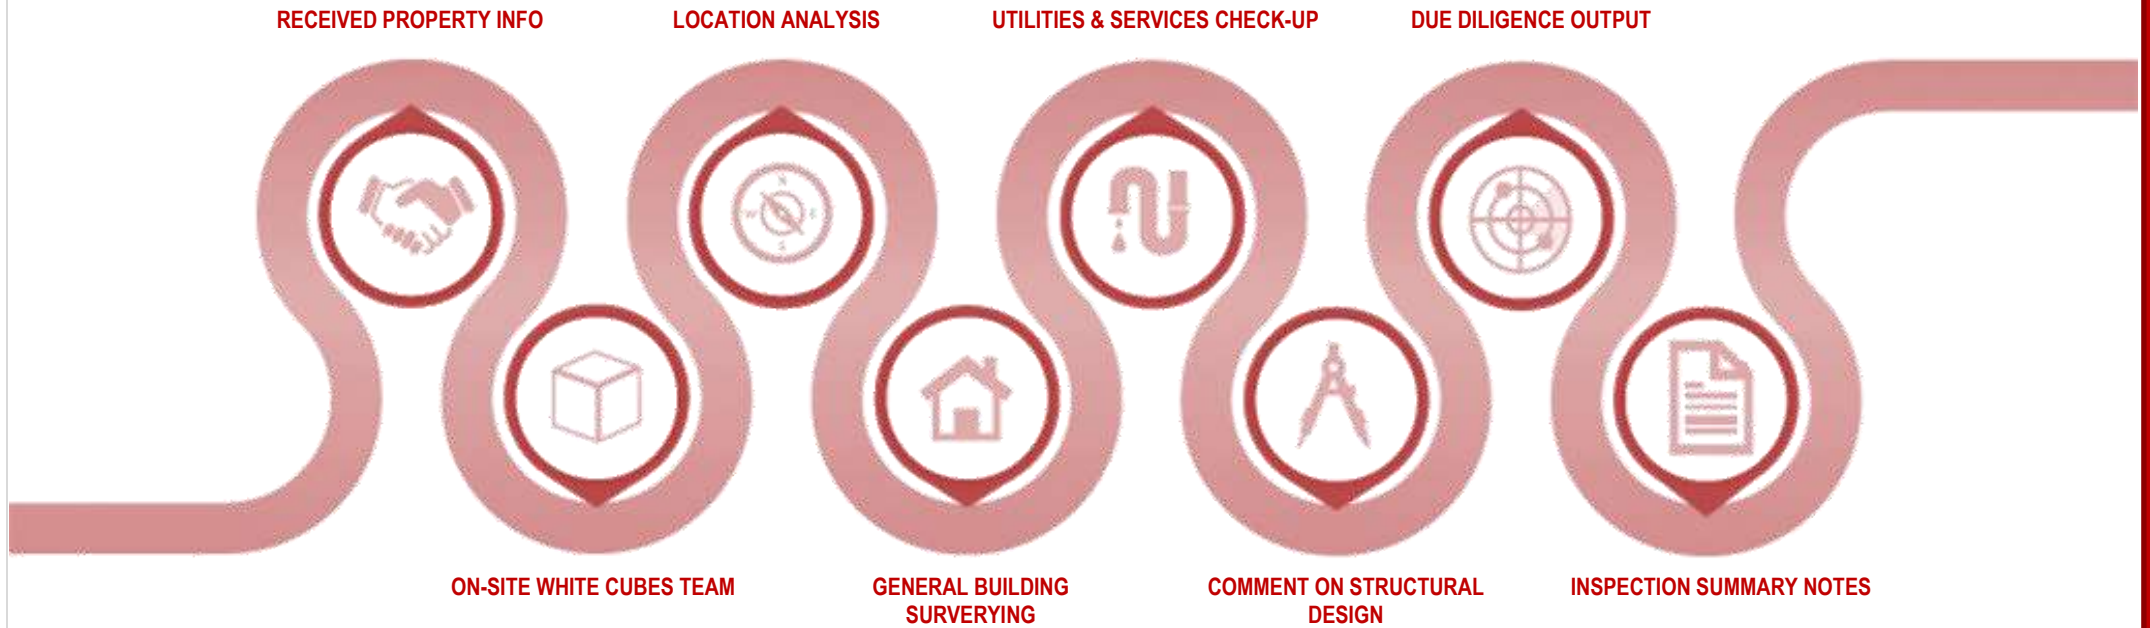 RECEIVED PROPERTY INFO
LOCATION ANALYSIS
UTILITIES & SERVICES CHECK-UP
DUE DILIGENCE OUTPUT
N
W
E
S
ON-SITE WHITE CUBES TEAM
GENERAL BUILDING
SURVERYING
COMMENT ON STRUCTURAL
DESIGN
INSPECTION SUMMARY NOTES